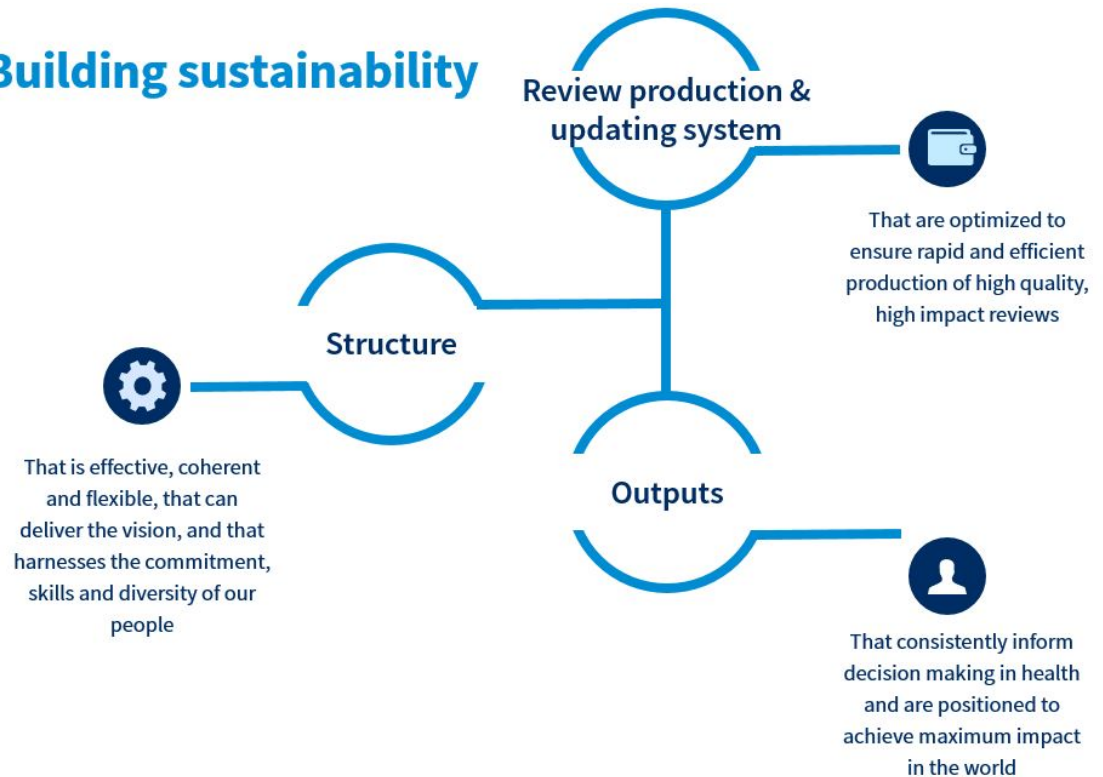 Building sustainability
Review production &
updating system
That are optimized to
ensure rapid and efficient
production of high quality,
high impact reviews
Structure
That is effective, coherent
and flexible, that can
deliver the vision, and that
harnesses the commitment,
skills and diversity of our
people
Outputs
That consistently inform
decision making in health
and are positioned to
achieve maximum impact
in the world